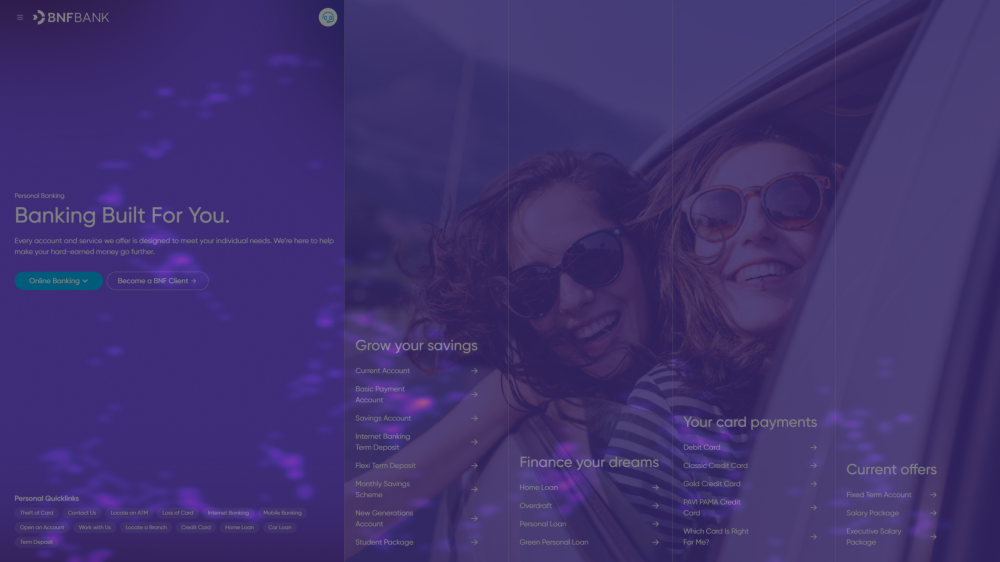 BNFBANK
Personal Banking
Banking Built For You.
Every account and service we offer is designed to meet your individual needs. We're here to help
make your hard-earned money go further.
Online Banking
Become a BNF Client →
Personal Quicklinks
Theft of Card
Contact Us
Locate an ATM
Loss of Card
Internet Banking
Mobile Banking
Open an Account
Work with Us
Locate a Branch
Credit Card
Home Loan
Car Loan
Term Deposit
Grow your savings
Current Account →
Basic Payment
Account →
Savings Account →
Internet Banking
Term Deposit →
Flexi Term Deposit →
Monthly Savings
Scheme →
New Generations
Account →
Student Package →
Finance your dreams
Home Loan →
Overdraft →
Personal Loan →
Green Personal Loan →
Your card payments
Debit Card →
Classic Credit Card →
Gold Credit Card →
PAVI PAMA Credit
Card →
Which Card Is Right
For Me? →
Current offers
Fixed Term Account →
Salary Package →
Executive Salary
Package →